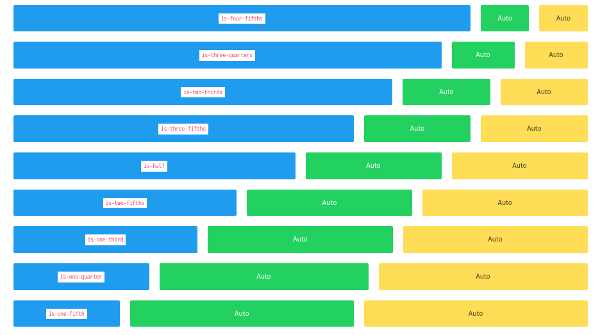 is-four-fifths Auto Auto
is-three-quarters Auto Auto
is-two-thirds Auto Auto
is-three-fifths Auto Auto
is-half Auto Auto
is-two-fifths Auto Auto
is-one-third Auto Auto
is-one-quarter Auto Auto
is-one-fifth Auto Auto